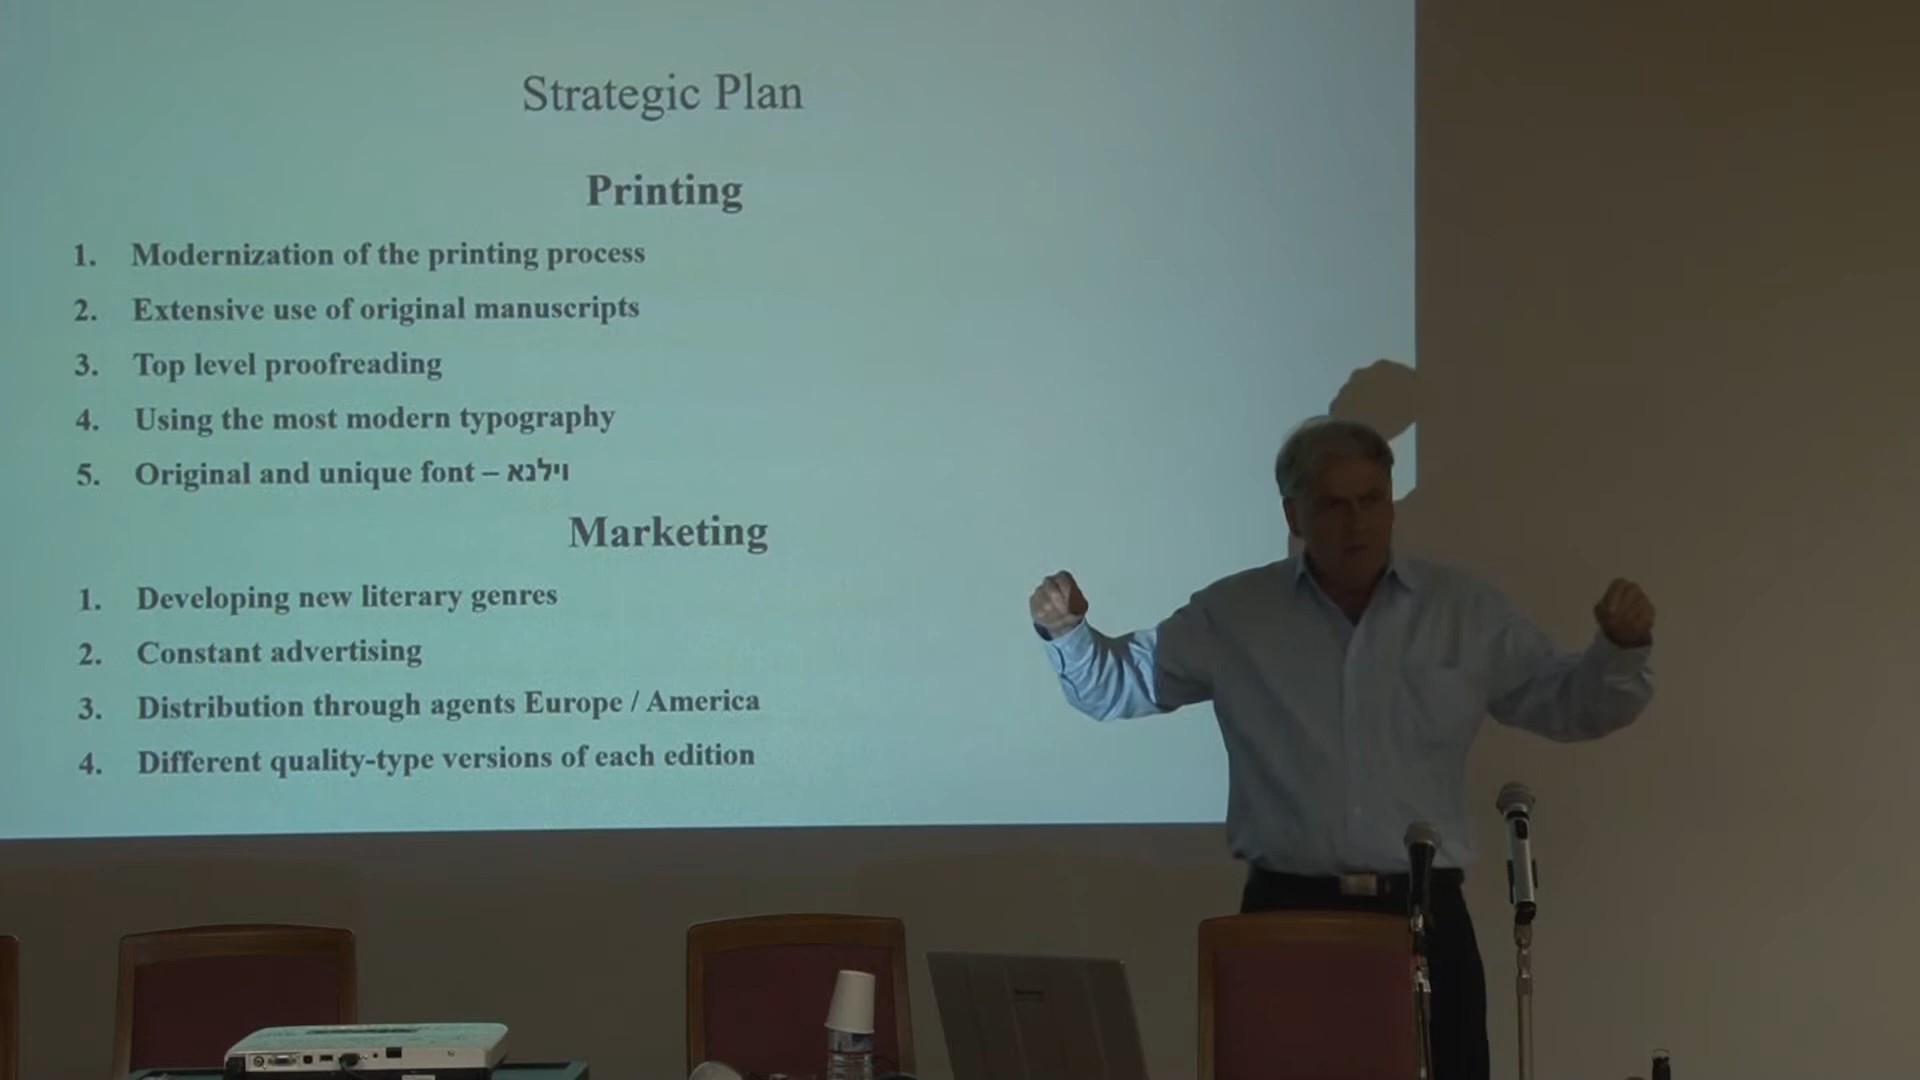 Strategic Plan
Printing
1. Modernization of the printing process
2. Extensive use of original manuscripts
3. Top level proofreading
4. Using the most modern typography
5. Original and unique font – ווילנא
Marketing
1. Developing new literary genres
2. Constant advertising
3. Distribution through agents Europe / America
4. Different quality-type versions of each edition